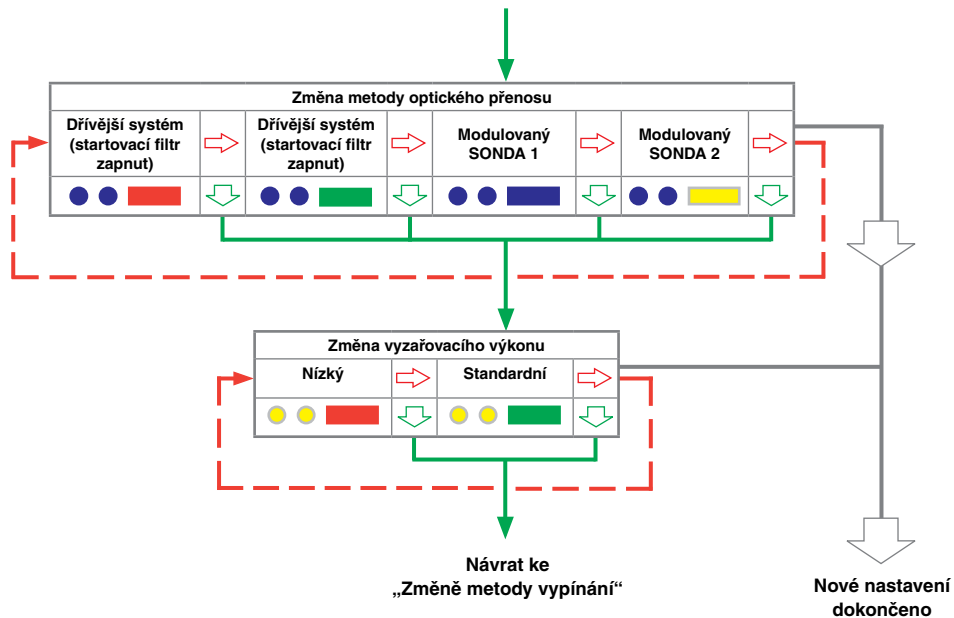 Změna metody optického přenosu
Dřívější systém
(startovací filtr
zapnut)
Dřívější systém
(startovací filtr
zapnut)
Modulovaný
SONDA 1
Modulovaný
SONDA 2
Změna vyzařovacího výkonu
Nízký
Standardní
Návrat ke
„Změně metody vypínání“
Nové nastavení
dokončeno